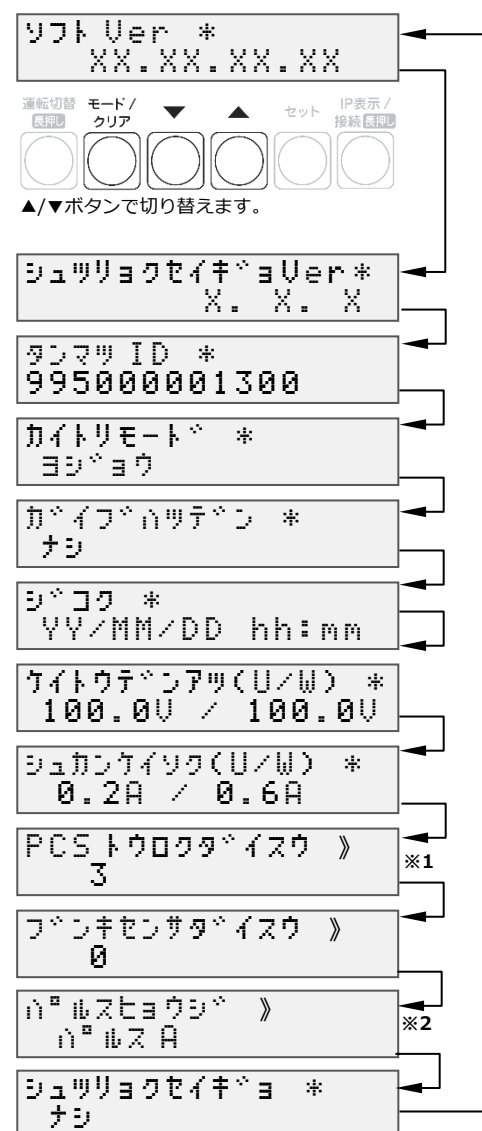 ソフト Ver ＊
XX.XX.XX.XX
運転切替 モード / ▼ ▲ セット IP表示 /
長押し クリア 接続 長押し
▲/▼ボタンで切り替えます。
シュツリョクセイギョVer＊
X. X. X
タンマツ ID ＊
995000001300
カイトリモード ＊
ヨジョウ
ガイブハツデン ＊
ナシ
ジコク ＊
YY/MM/DD hh:mm
ケイトウデンアツ(U/W) ＊
100.0V / 100.0V
シュカンケイソク(U/W) ＊
0.2A / 0.6A
PCSトウロクダイスウ 》
3
※1
ブンキセンサダイスウ 》
0
パルスヒョウジ 》
パルス A
※2
シュツリョクセイギョ ＊
ナシ